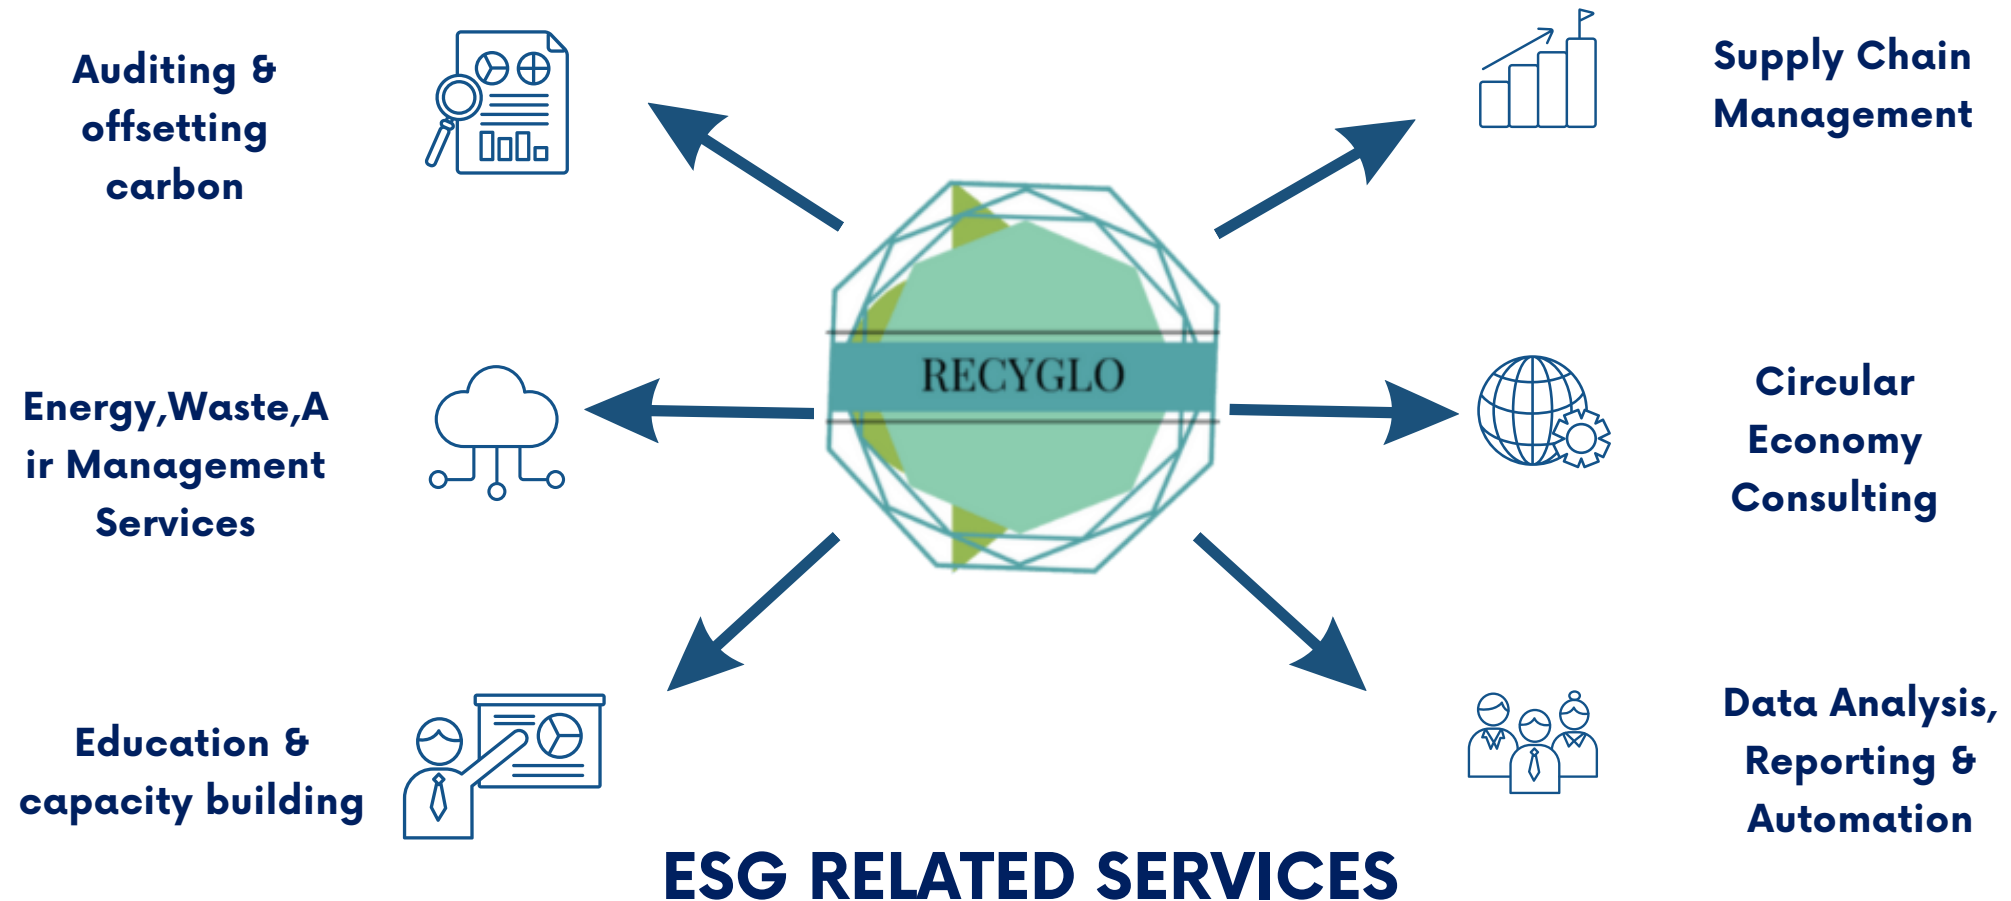 Auditing &
offsetting
carbon
Supply Chain
Management
RECYGLO
Energy,Waste,A
ir Management
Services
Circular
Economy
Consulting
Education &
capacity building
Data Analysis,
Reporting &
Automation
ESG RELATED SERVICES